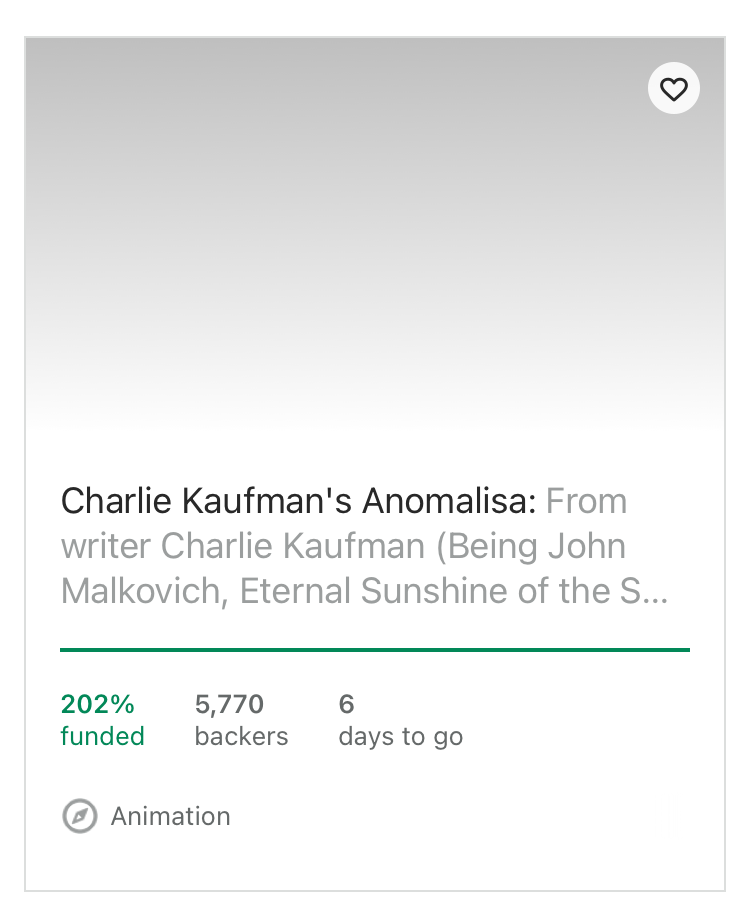 Charlie Kaufman's Anomalisa: From
writer Charlie Kaufman (Being John
Malkovich, Eternal Sunshine of the S...
202% 5,770 6
funded backers days to go
Animation